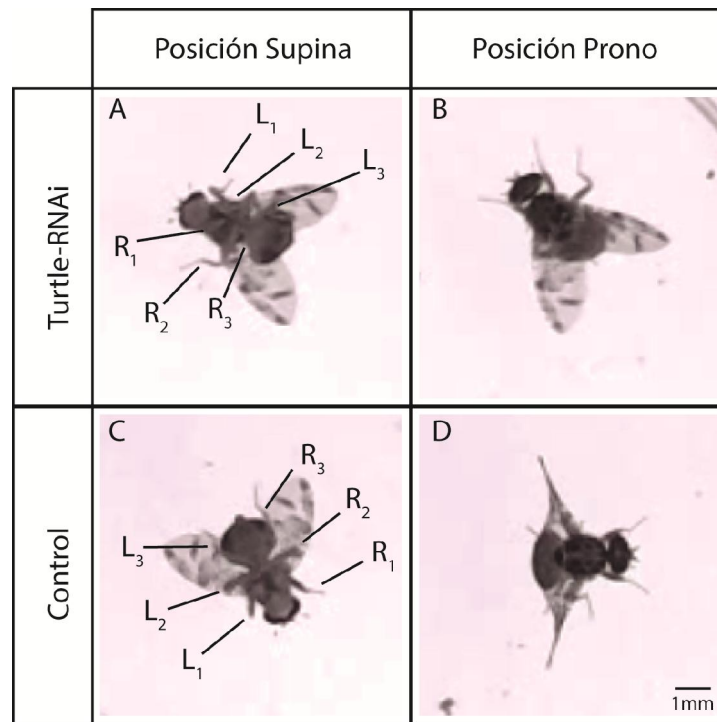 Posición Supina
Posición Prono
Turtle-RNAi
A
L1
L2
L3
R1
R2
R3
B
Control
C
R3
R2
R1
L3
L2
L1
D
1mm